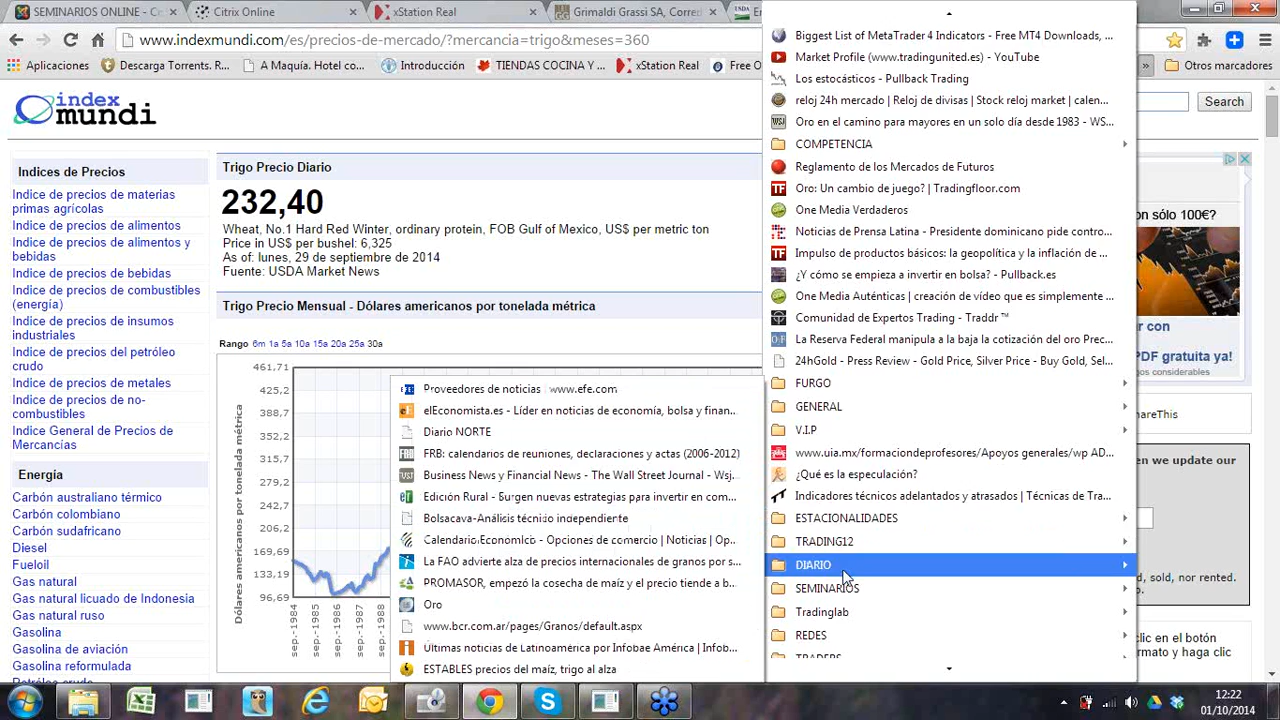 SEMINARIOS ONLINE - Ce
Citrix Online
xStation Real
Grimaldi Grassi SA, Corre
En
www.indexmundi.com/es/precios-de-mercado/?mercancia=trigo&meses=360
Aplicacion
Descarga Torrents. R...
A Maquía. Hotel co...
Introducción
TIENDAS COCINA Y ...
xStation Real
Free Fore
»
Otros marcadores
index
mundi
Search
Indices de Precios
Indice de precios de materias
primas agrícolas
Indice de precios de alimentos
Indice de precios de alimentos y
bebidas
Indice de precios de bebidas
Indice de precios de combustibles
(energía)
Indice de precios de insumos
industriales
Indice de precios del petróleo
crudo
Indice de precios de metales
Indice de precios de no-
combustibles
Indice General de Precios de
Mercancías
Energía
Carbón australiano térmico
Carbón colombiano
Carbón sudafricano
Diesel
Fueloil
Gas natural
Gas natural licuado de Indonesia
Gas natural ruso
Gasolina
Gasolina de aviación
Gasolina reformulada
Petróleo crudo
Trigo Precio Diario
232,40
Wheat, No.1 Hard Red Winter, ordinary protein, FOB Gulf of Mexico, US$ per metric ton
Price in US$ per bushel: 6,325
As of: lunes, 29 de septiembre de 2014
Fuente: USDA Market News
Trigo Precio Mensual - Dólares americanos por tonelada métrica
Rango 6m 1a 5a 10a 15a 20a 25a 30a
Dólares americanos por tonelada métrica
461,71
425,2
388,7
352,2
315,7
279,2
242,7
206,2
169,69
133,19
96,69
sep.-1984
sep.-1985
sep.-1986
sep.-1987
sep.-1988
Proveedores de noticias www.efe.com
elEconomista.es - Líder en noticias de economía, bolsa y finan...
Diario NORTE
FRB: calendarios de reuniones, declaraciones y actas (2006-2012)
Business News y Financial News - The Wall Street Journal - Wsj...
Edición Rural - Surgen nuevas estrategias para invertir en com...
Bolsacava-Análisis técnico independiente
Calendario Económico - Opciones de comercio | Noticias | Op...
La FAO advierte alza de precios internacionales de granos por s...
PROMASOR, empezó la cosecha de maíz y el precio tiende a b...
Oro
www.bcr.com.ar/pages/Granos/default.aspx
Últimas noticias de Latinoamérica por Infobae América | Infob...
ESTABLES precios del maíz, trigo al alza
Biggest List of MetaTrader 4 Indicators - Free MT4 Downloads, ...
Market Profile (www.tradingunited.es) - YouTube
Los estocásticos - Pullback Trading
reloj 24h mercado | Reloj de divisas | Stock reloj market | calen...
Oro en el camino para mayores en un solo día desde 1983 - WS...
COMPETENCIA
Reglamento de los Mercados de Futuros
Oro: Un cambio de juego? | Tradingfloor.com
One Media Verdaderos
Noticias de Prensa Latina - Presidente dominicano pide contro...
Impulso de productos básicos: la geopolítica y la inflación de ...
¿Y cómo se empieza a invertir en bolsa? - Pullback.es
One Media Auténticas | creación de vídeo que es simplemente ...
Comunidad de Expertos Trading - Traddr ™
La Reserva Federal manipula a la baja la cotización del oro Prec...
24hGold - Press Review - Gold Price, Silver Price - Buy Gold, Sel...
FURGO
GENERAL
V.I.P
www.uia.mx/formaciondeprofesores/Apoyos generales/wp AD...
¿Qué es la especulación?
Indicadores técnicos adelantados y atrasados | Técnicas de Tra...
ESTACIONALIDADES
TRADING12
DIARIO
SEMINARIOS
Tradinglab
REDES
TRADERS
on sólo 100€?
r con
PDF gratuita ya!
ndiciones considerables
ShareThis
en we update our
d, sold, nor rented.
clic en el botón
ormato y haga clic
12:22
01/10/2014